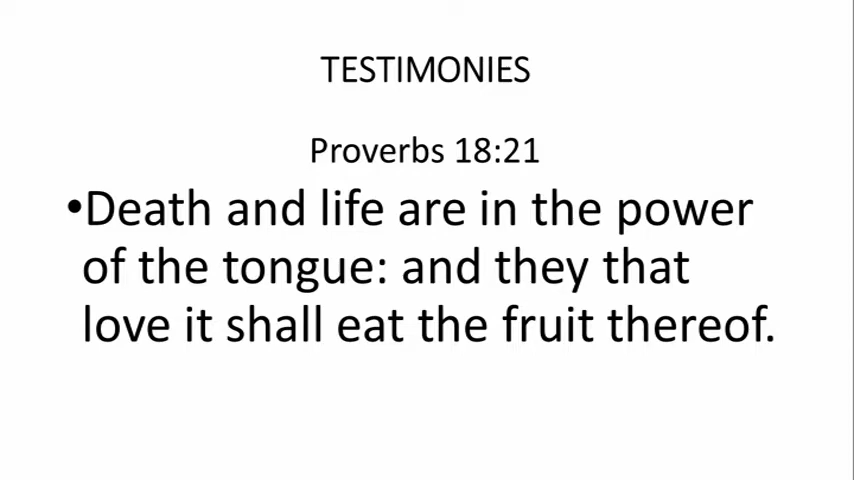 TESTIMONIES
Proverbs 18:21
•Death and life are in the power
of the tongue: and they that
love it shall eat the fruit thereof.